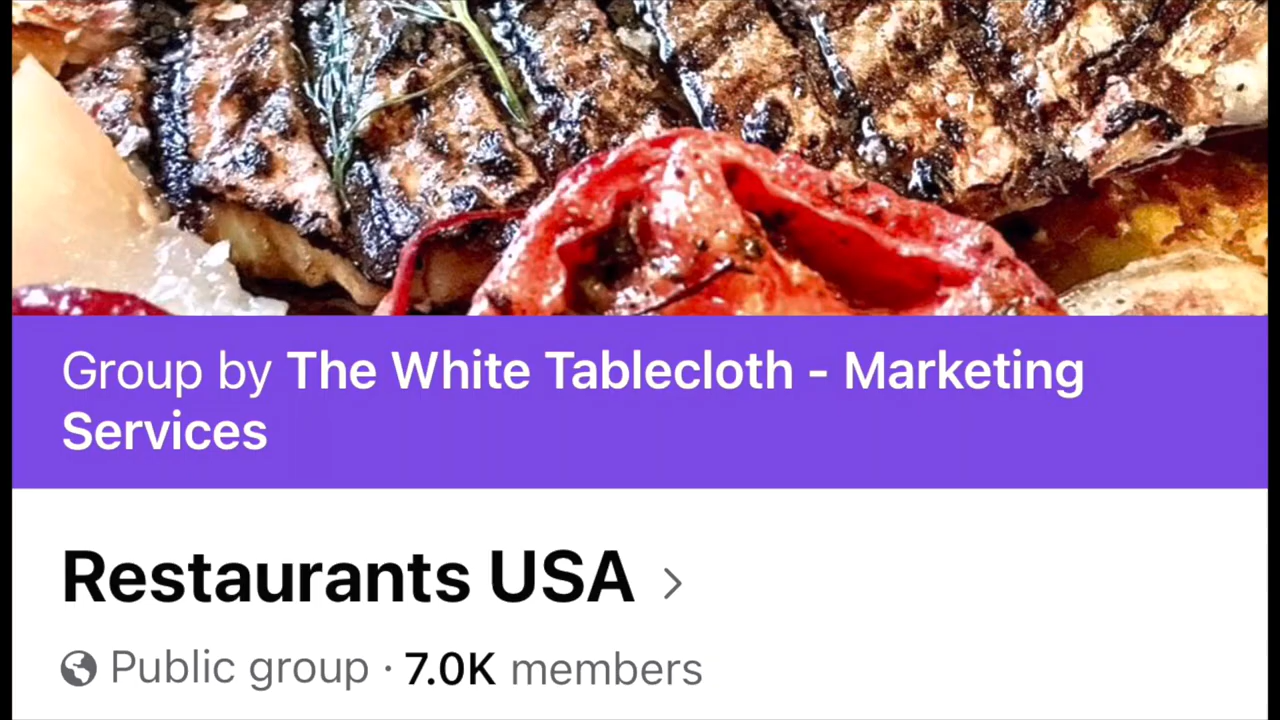 Group by The White Tablecloth - Marketing
Services
Restaurants USA
Public group · 7.0K members